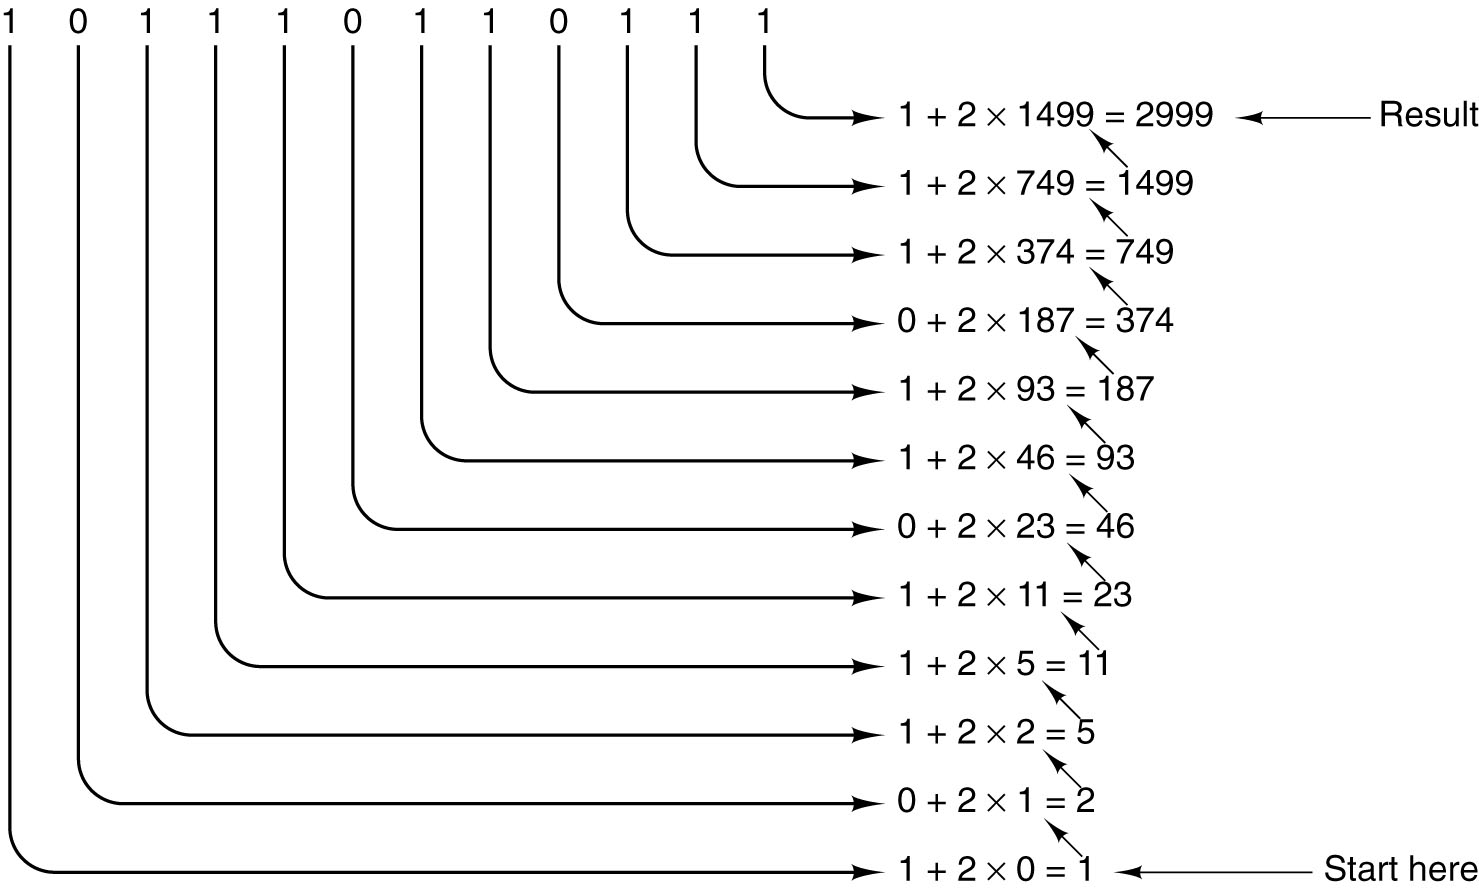 1 0 1 1 1 0 1 1 0 1 1 1
1 + 2 × 1499 = 2999 Result
1 + 2 × 749 = 1499
1 + 2 × 374 = 749
0 + 2 × 187 = 374
1 + 2 × 93 = 187
1 + 2 × 46 = 93
0 + 2 × 23 = 46
1 + 2 × 11 = 23
1 + 2 × 5 = 11
1 + 2 × 2 = 5
0 + 2 × 1 = 2
1 + 2 × 0 = 1 Start here